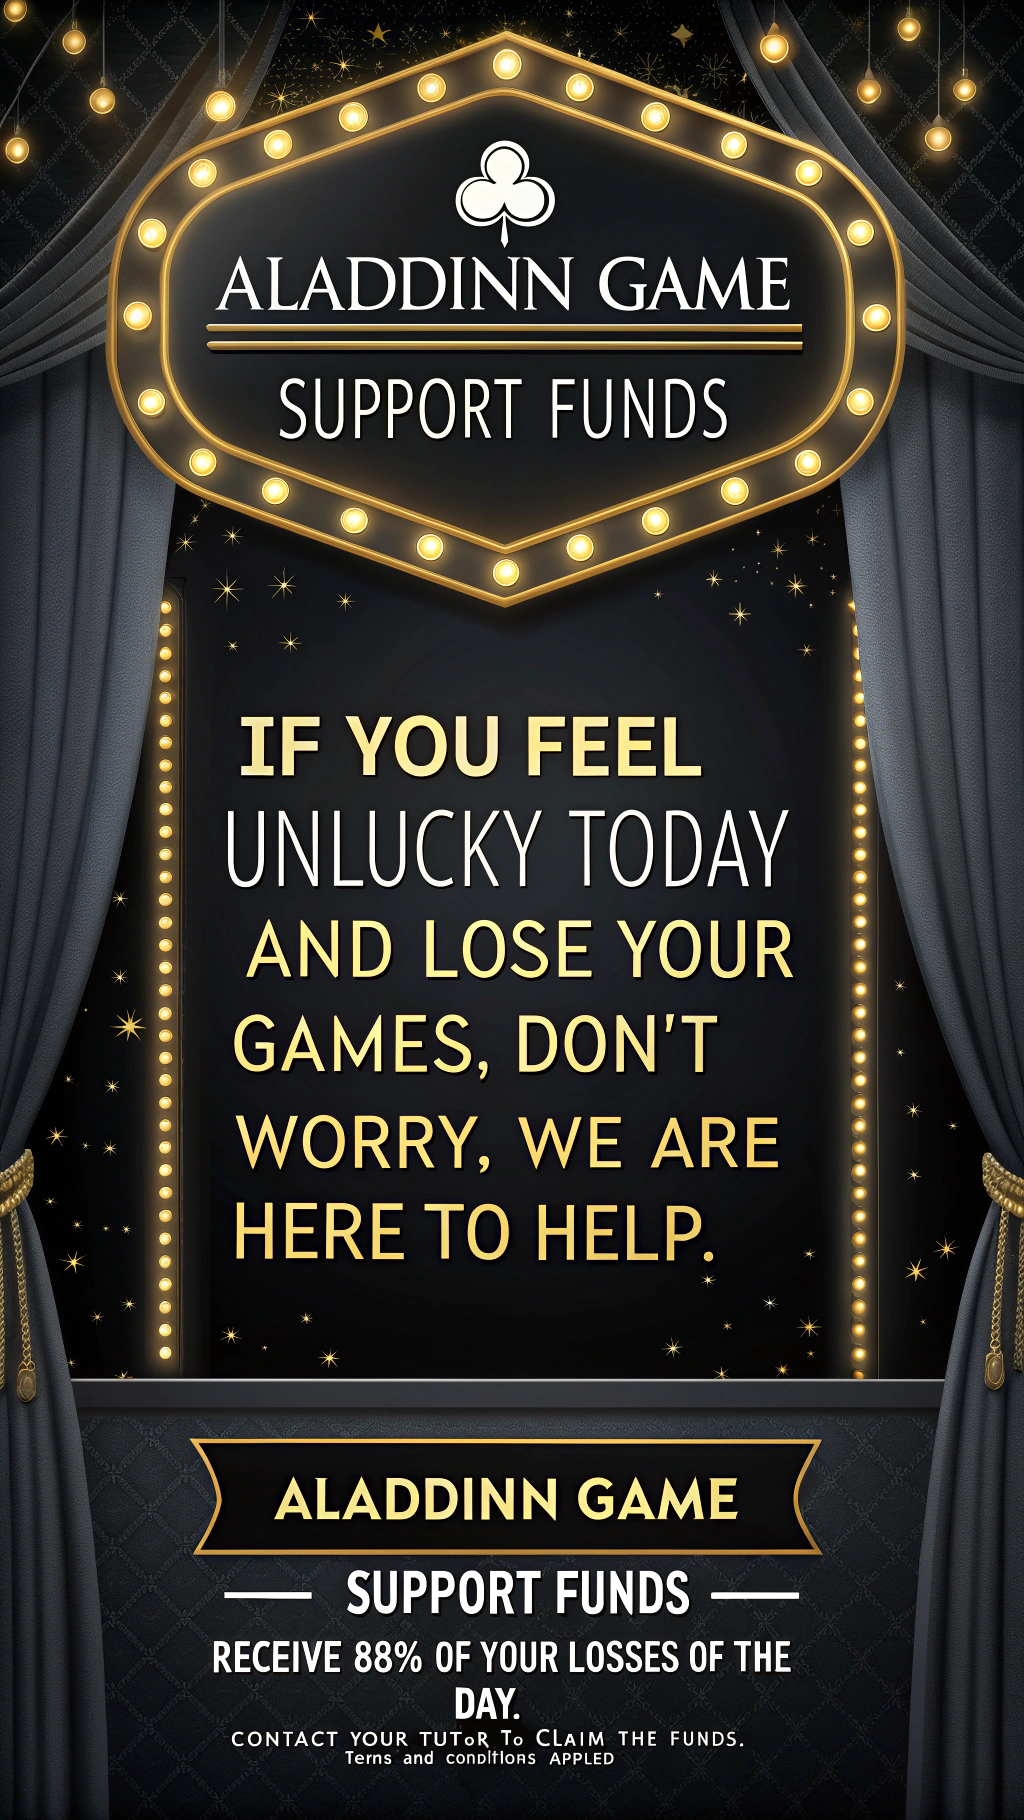 ALADDINN GAME
SUPPORT FUNDS
IF YOU FEEL
UNLUCKY TODAY
AND LOSE YOUR
GAMES, DON'T
WORRY, WE ARE
HERE TO HELP.
ALADDINN GAME
SUPPORT FUNDS
RECEIVE 88% OF YOUR LOSSES OF THE
DAY.
CONTACT YOUR TUToR To CLAIM THE FUNDS.
Terns and conditions APPLED